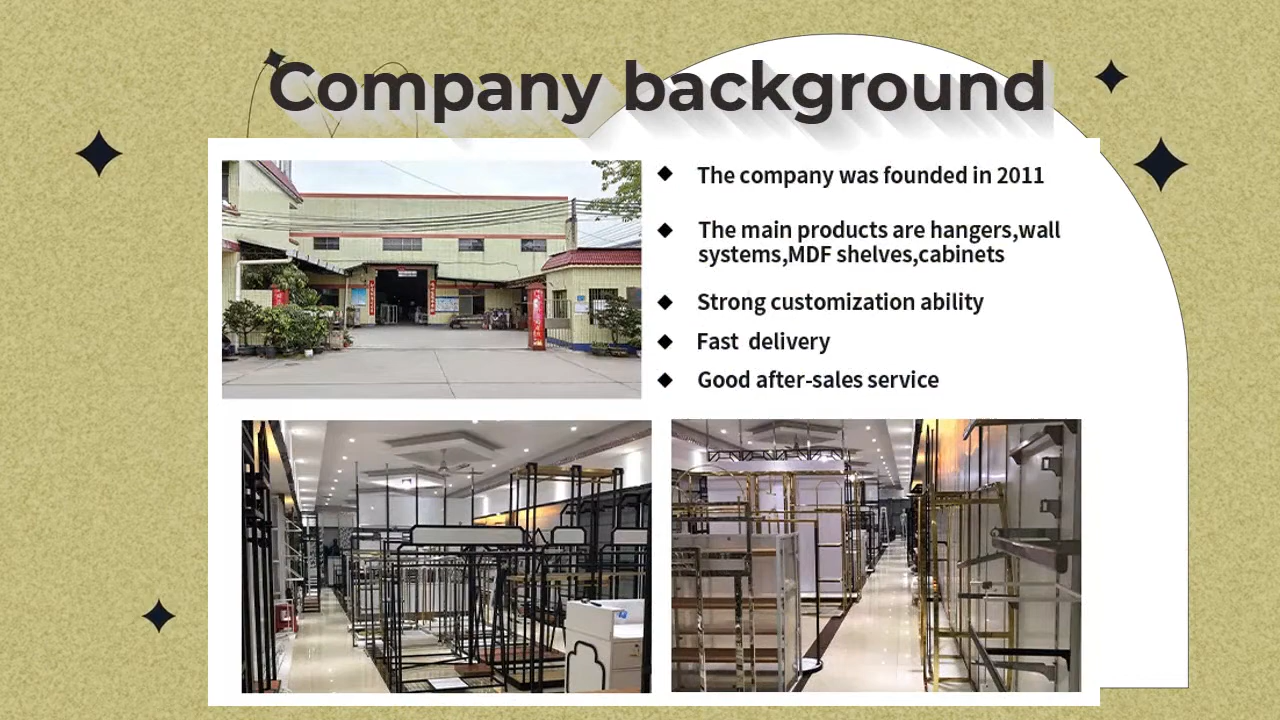 Company background
The company was founded in 2011
The main products are hangers,wall
systems,MDF shelves,cabinets
Strong customization ability
Fast  delivery
Good after-sales service